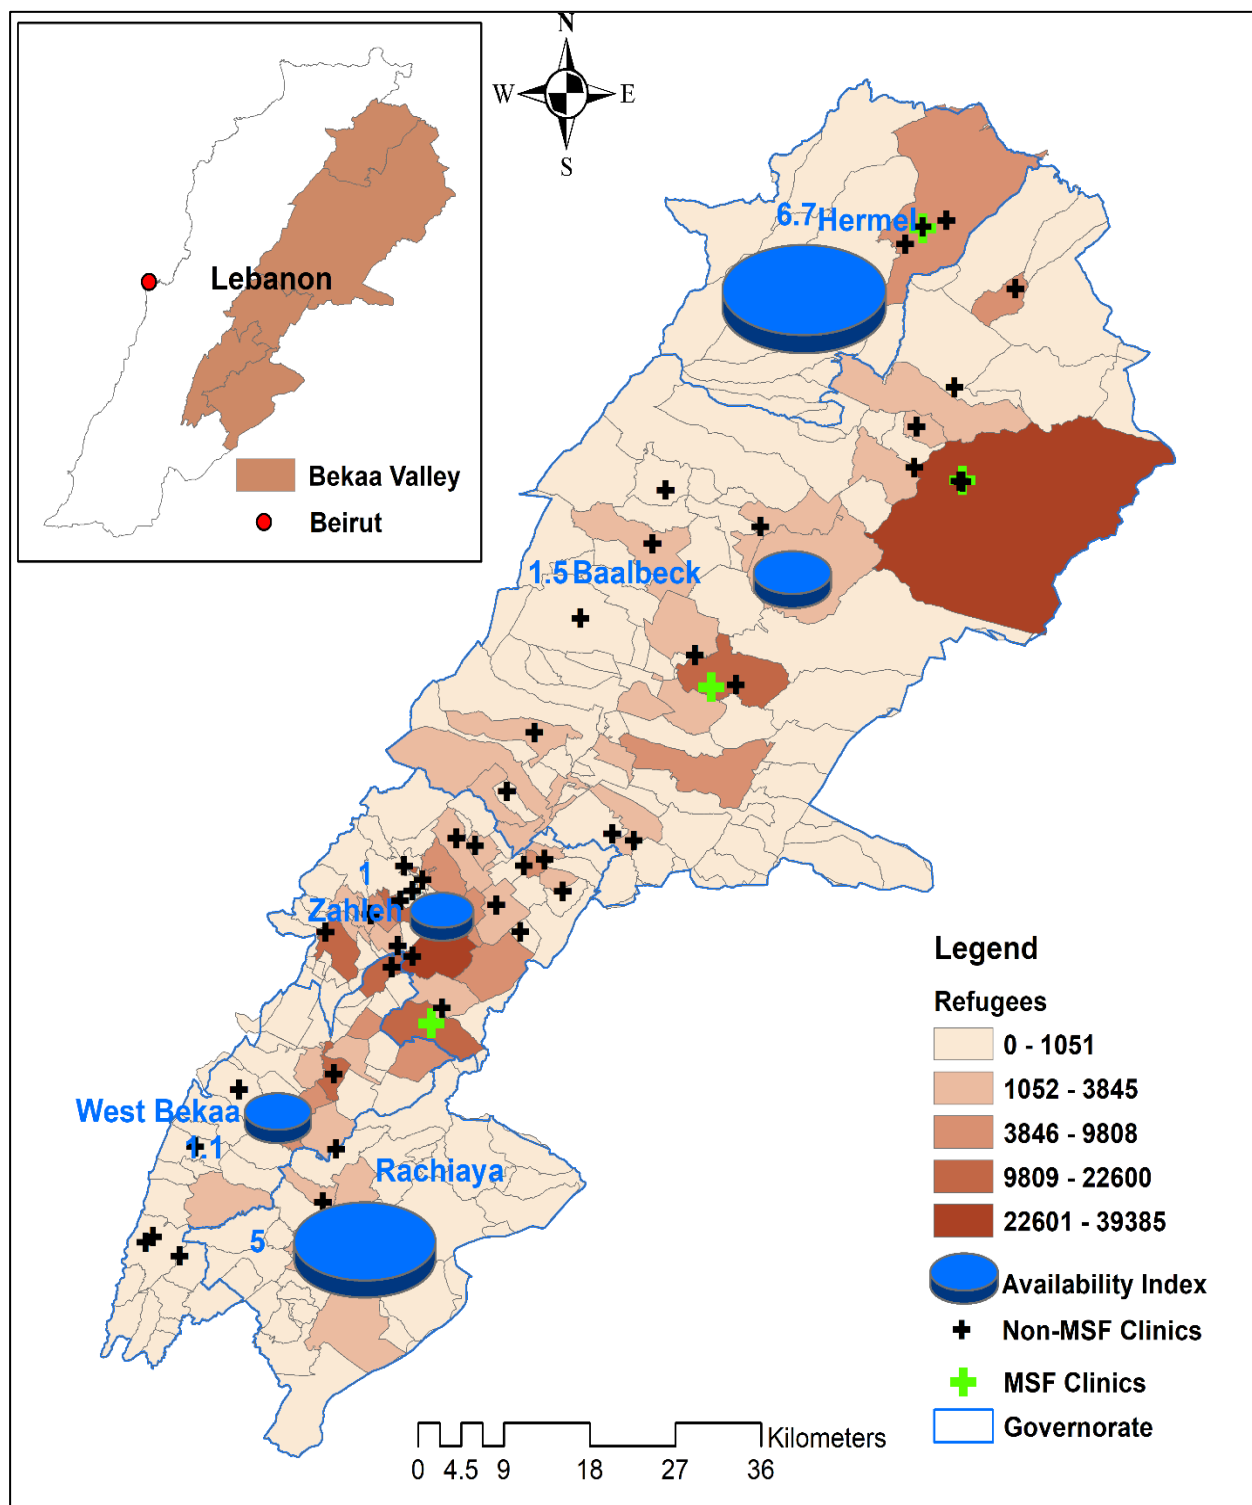 N
W
E
S
Lebanon
Bekaa Valley
Beirut
6.7 Hermel
1.5 Baalbeck
1
Zahleh
West Bekaa
1.1
Rachiaya
5
Legend
Refugees
0 - 1051
1052 - 3845
3846 - 9808
9809 - 22600
22601 - 39385
Availability Index
Non-MSF Clinics
MSF Clinics
Governorate
Kilometers
0 4.5 9 18 27 36